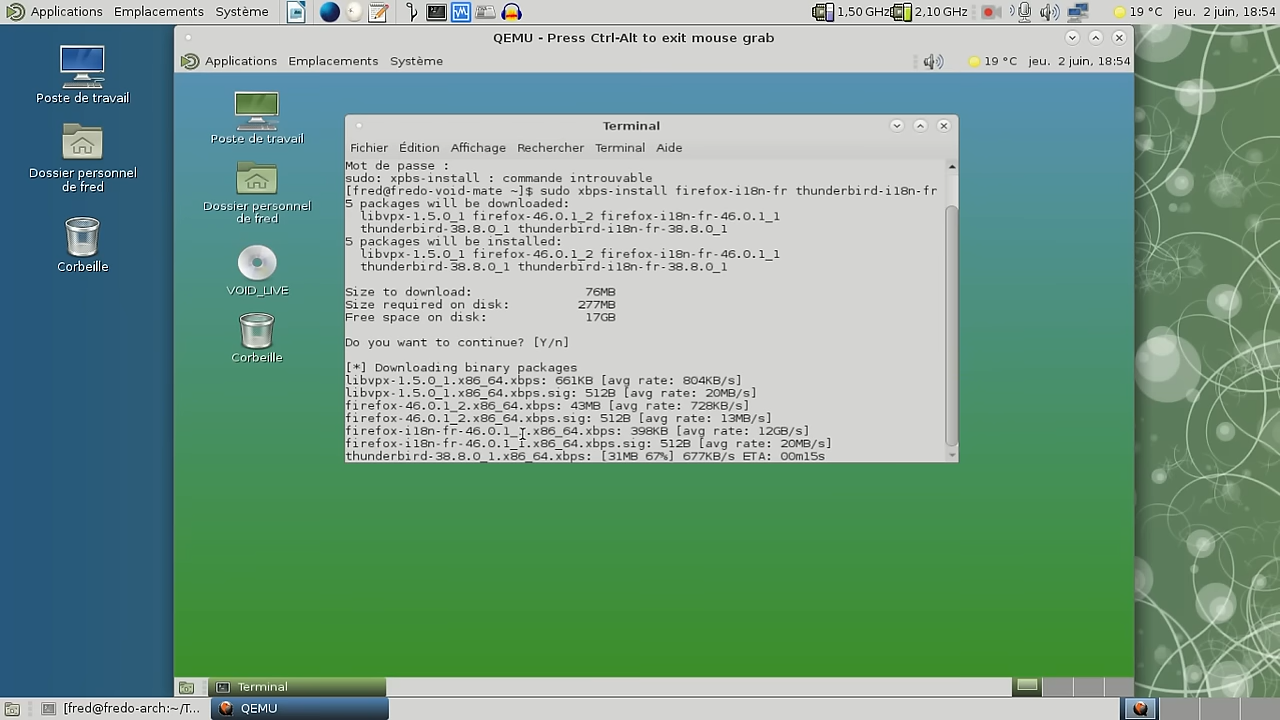 Applications Emplacements Système 1,50 GHz 2,10 GHz 19 °C jeu. 2 juin, 18:54
QEMU - Press Ctrl-Alt to exit mouse grab
Applications Emplacements Système 19 °C jeu. 2 juin, 18:54
Poste de travail
Dossier personnel
de fred
Corbeille
Poste de travail
Dossier personnel
de fred
VOID_LIVE
Corbeille
Terminal
Fichier Édition Affichage Rechercher Terminal Aide
Mot de passe :
sudo: xpbs-install : commande introuvable
[fred@fredo-void-mate ~]$ sudo xbps-install firefox-i18n-fr thunderbird-i18n-fr
5 packages will be downloaded:
libvpx-1.5.0_1 firefox-46.0.1_2 firefox-i18n-fr-46.0.1_1
thunderbird-38.8.0_1 thunderbird-i18n-fr-38.8.0_1
5 packages will be installed:
libvpx-1.5.0_1 firefox-46.0.1_2 firefox-i18n-fr-46.0.1_1
thunderbird-38.8.0_1 thunderbird-i18n-fr-38.8.0_1
Size to download: 76MB
Size required on disk: 277MB
Free space on disk: 17GB
Do you want to continue? [Y/n]
[*] Downloading binary packages
libvpx-1.5.0_1.x86_64.xbps: 661KB [avg rate: 804KB/s]
libvpx-1.5.0_1.x86_64.xbps.sig: 512B [avg rate: 20MB/s]
firefox-46.0.1_2.x86_64.xbps: 43MB [avg rate: 728KB/s]
firefox-46.0.1_2.x86_64.xbps.sig: 512B [avg rate: 13MB/s]
firefox-i18n-fr-46.0.1_1.x86_64.xbps: 398KB [avg rate: 12GB/s]
firefox-i18n-fr-46.0.1_1.x86_64.xbps.sig: 512B [avg rate: 20MB/s]
thunderbird-38.8.0_1.x86_64.xbps: [31MB 67%] 677KB/s ETA: 00m15s
Terminal
[fred@fredo-arch:~/T... QEMU